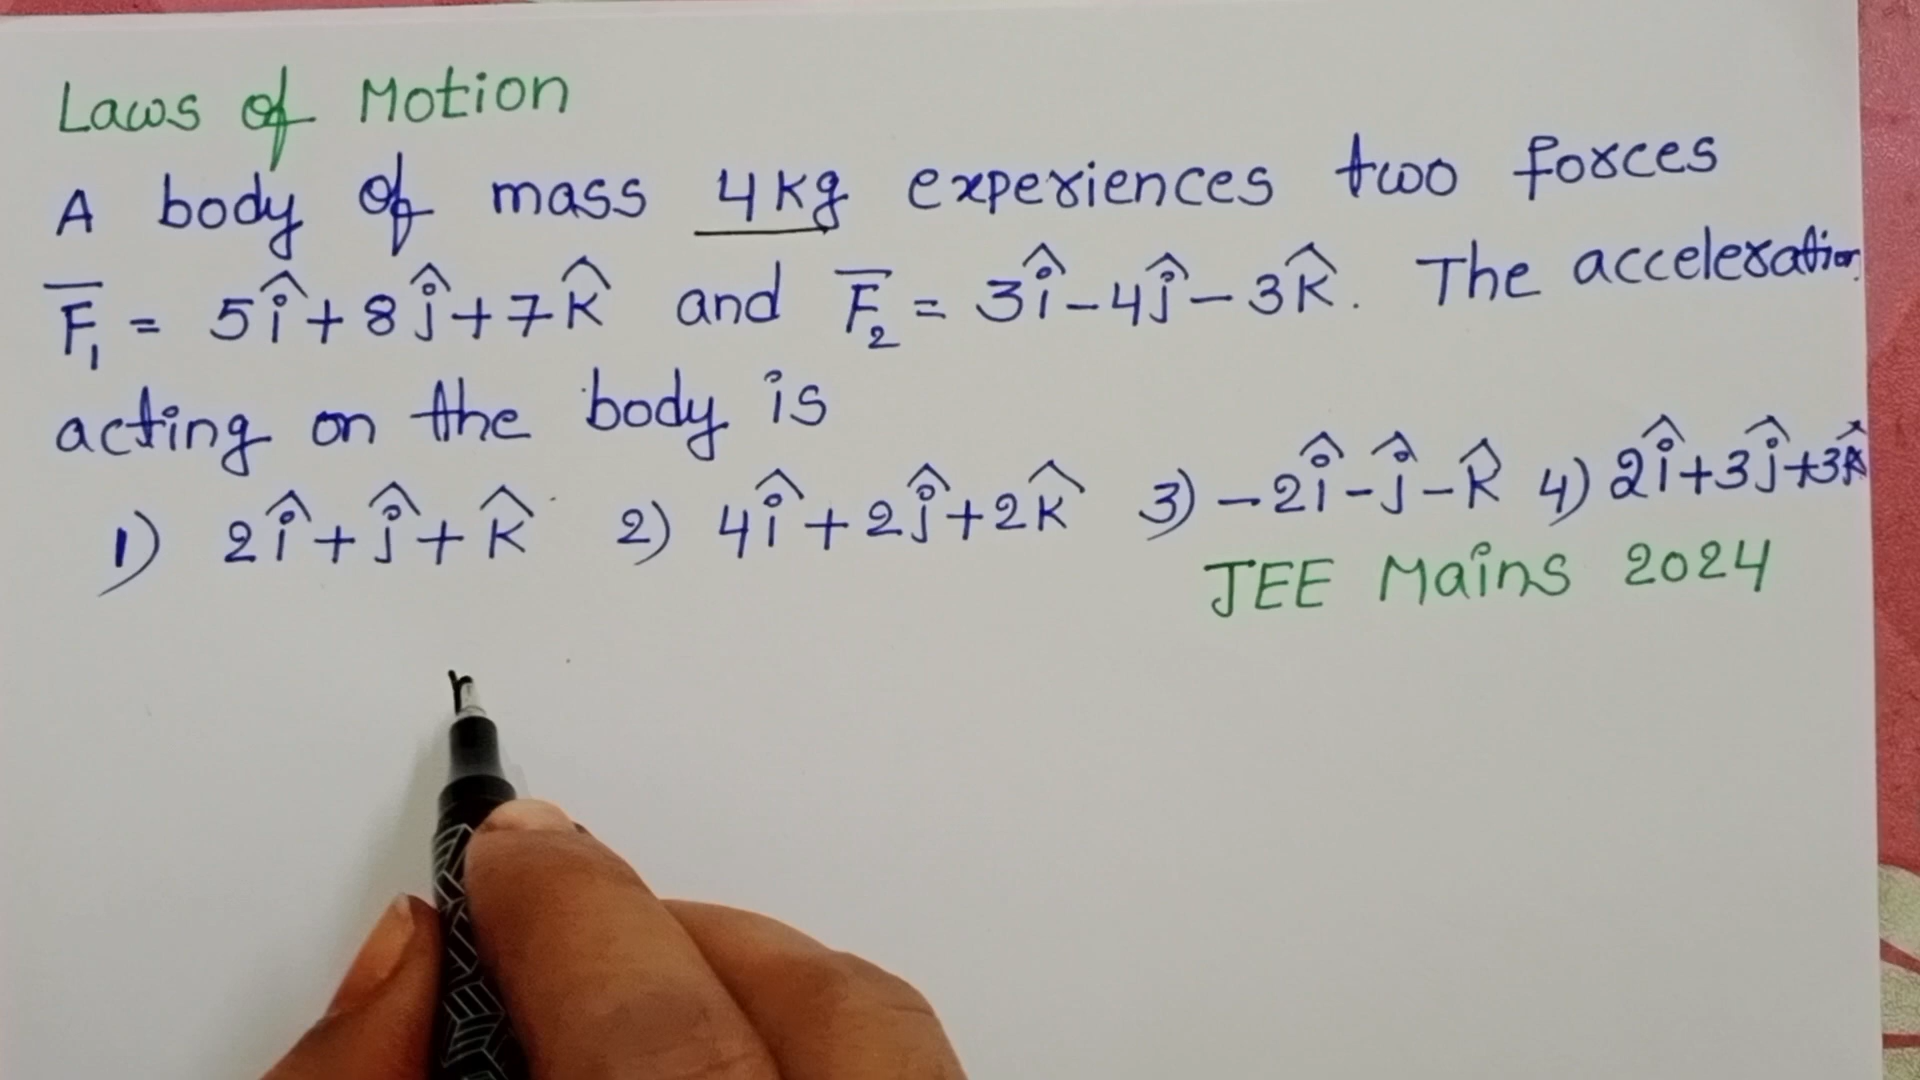 Laws of Motion
A body of mass 4kg experiences two forces
F̅₁ = 5î + 8ĵ + 7k̂ and F̅₂ = 3î - 4ĵ - 3k̂. The acceleration
acting on the body is
1) 2î + ĵ + k̂ 2) 4î + 2ĵ + 2k̂ 3) -2î - ĵ - k̂ 4) 2î + 3ĵ + 3k̂
JEE Mains 2024